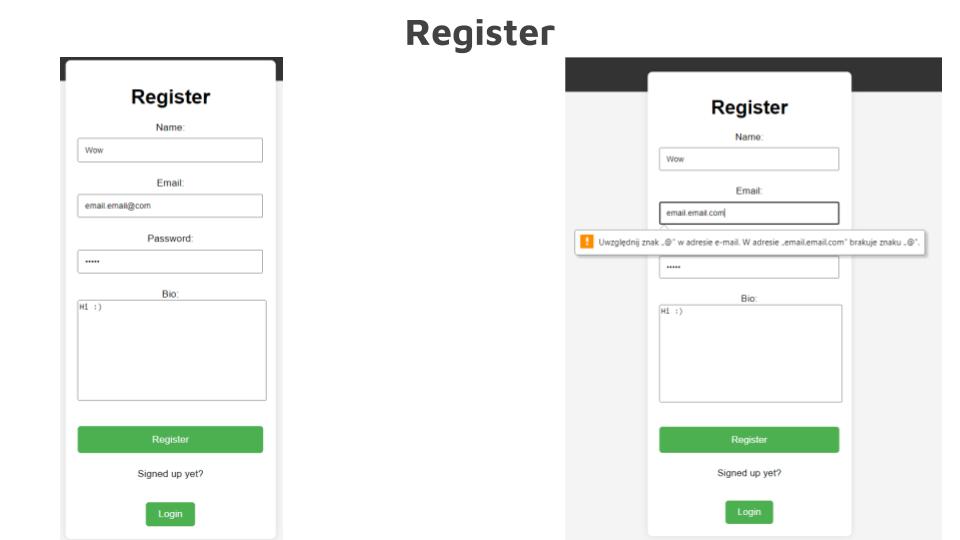 Register
Register
Name:
Wow
Email:
email.email@com
Password:
•••••
Bio:
Hi :)
Register
Signed up yet?
Login
Register
Name:
Wow
Email:
email.email.com
Uwzględnij znak „@" w adresie e-mail. W adresie „email.email.com" brakuje znaku „@".
•••••
Bio:
Hi :)
Register
Signed up yet?
Login